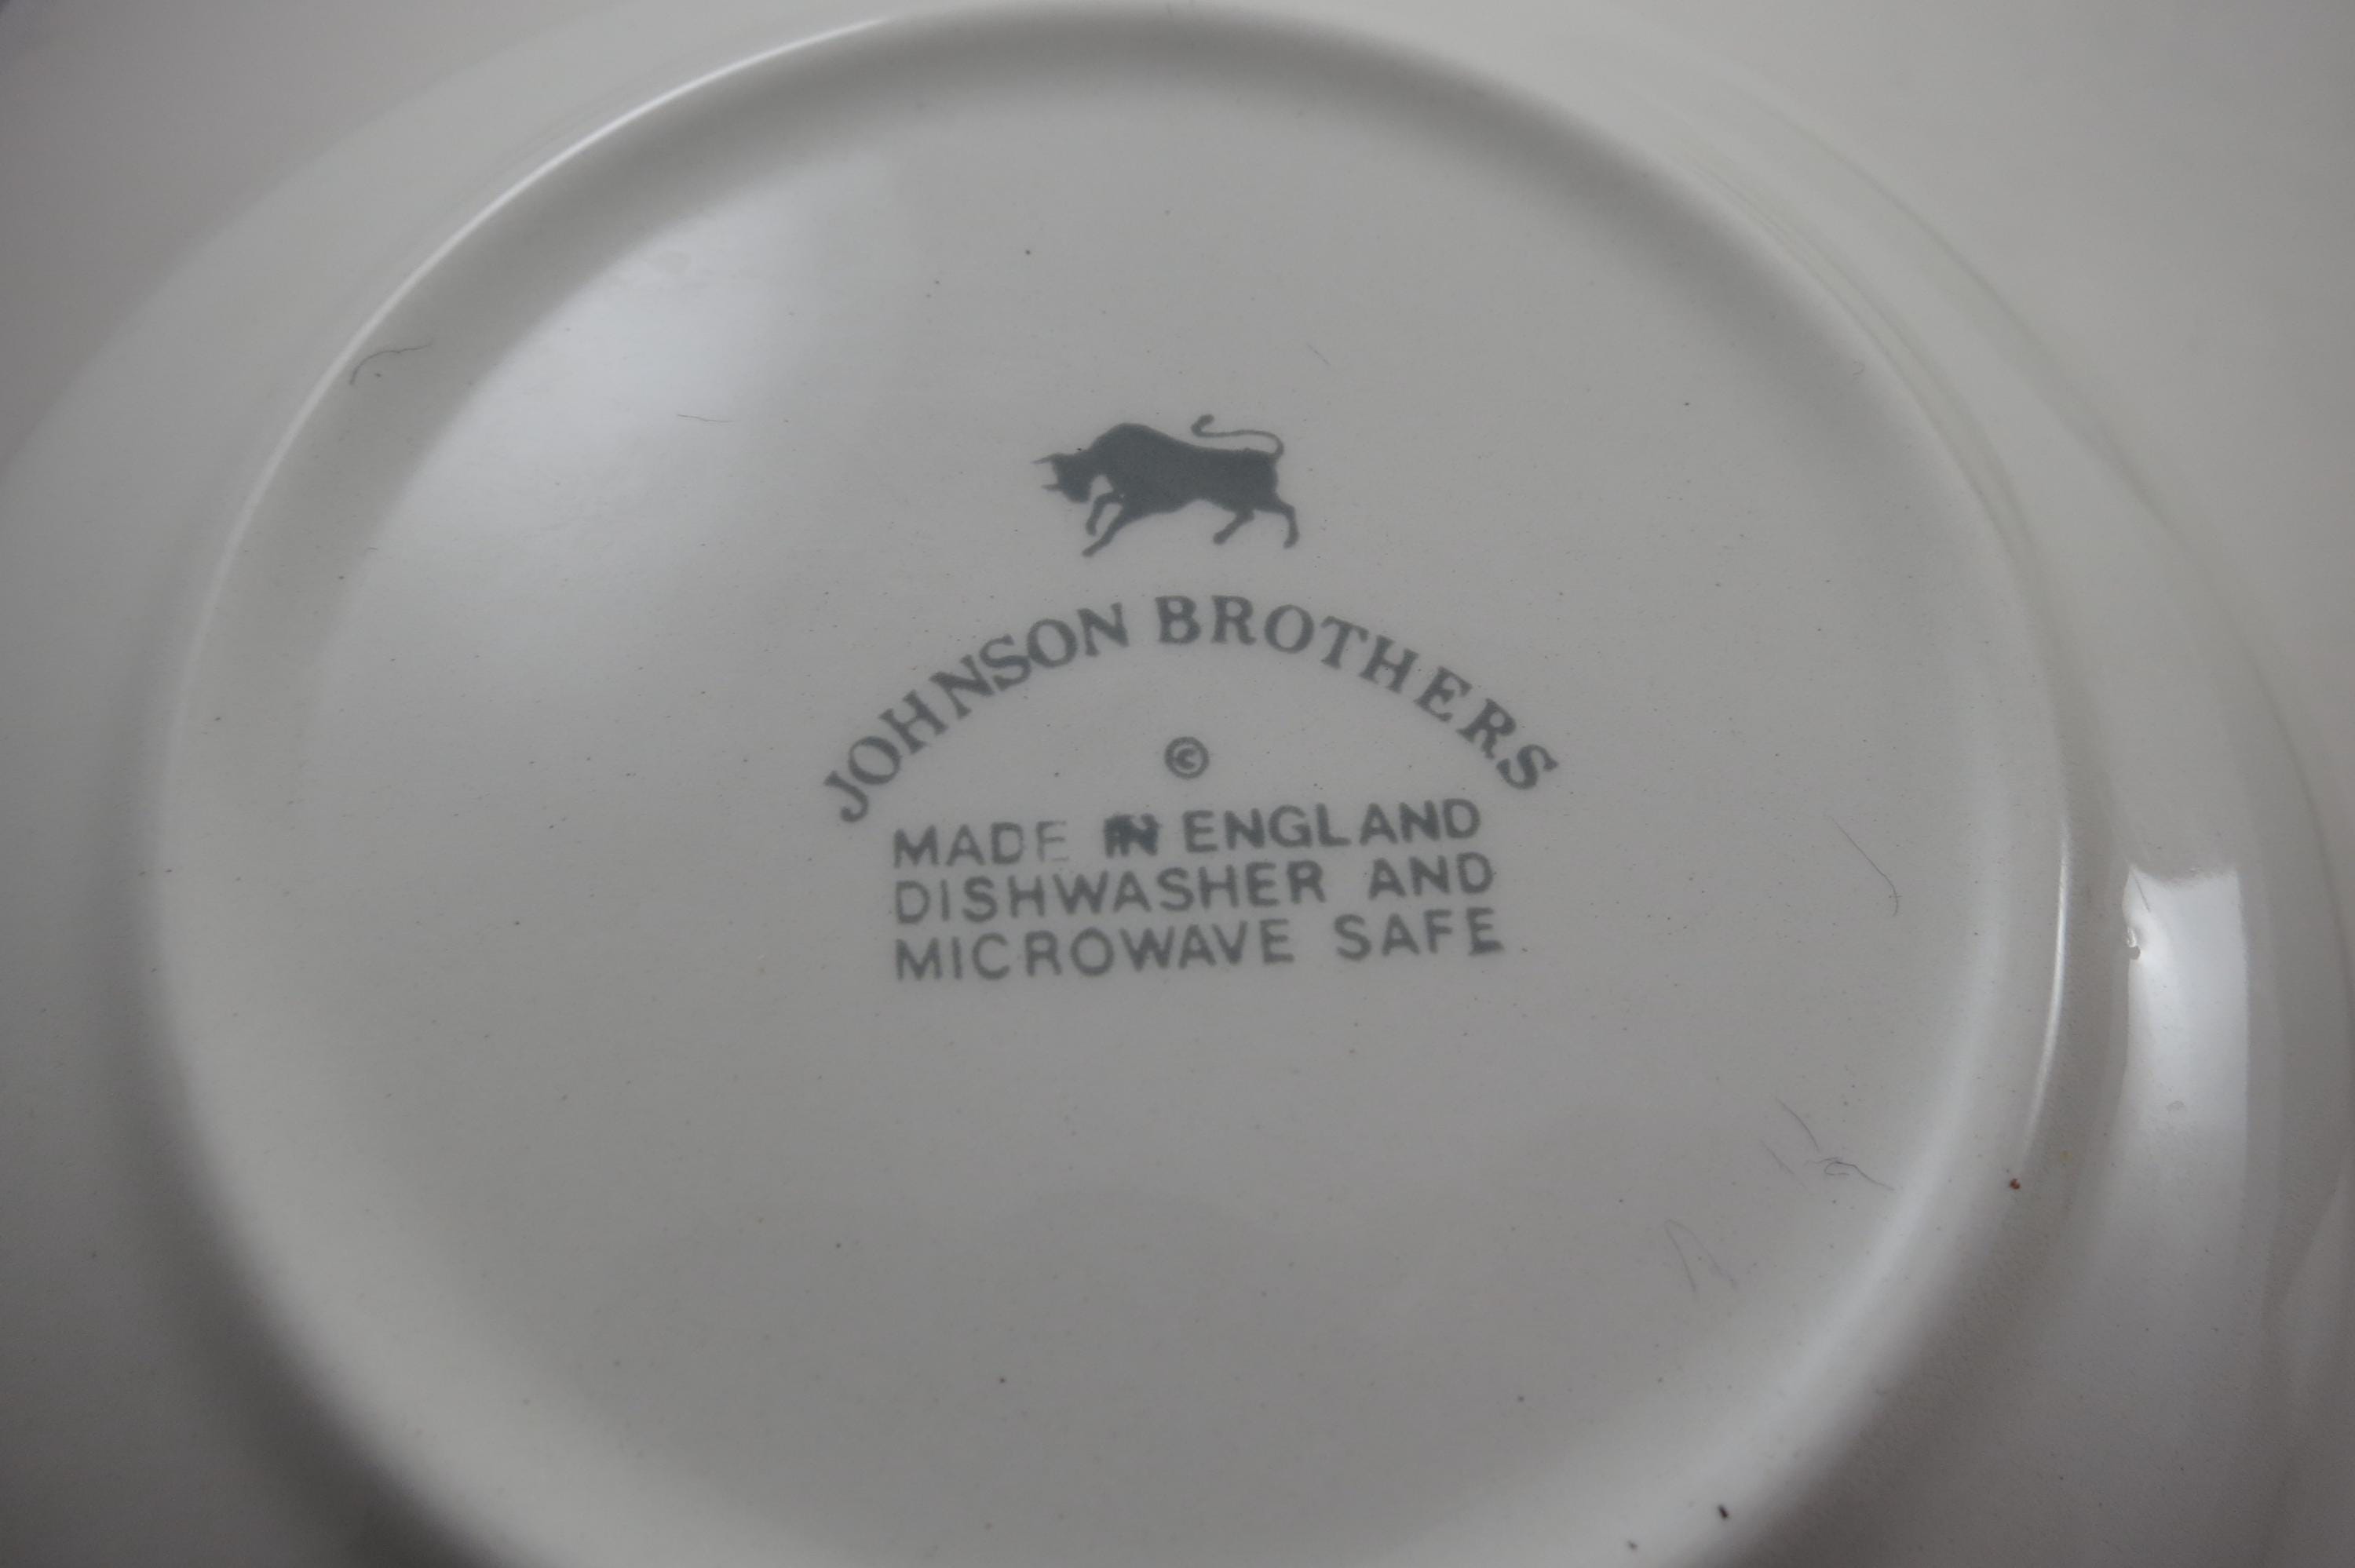 JOHNSON BROTHERS
©
MADE IN ENGLAND
DISHWASHER AND
MICROWAVE SAFE